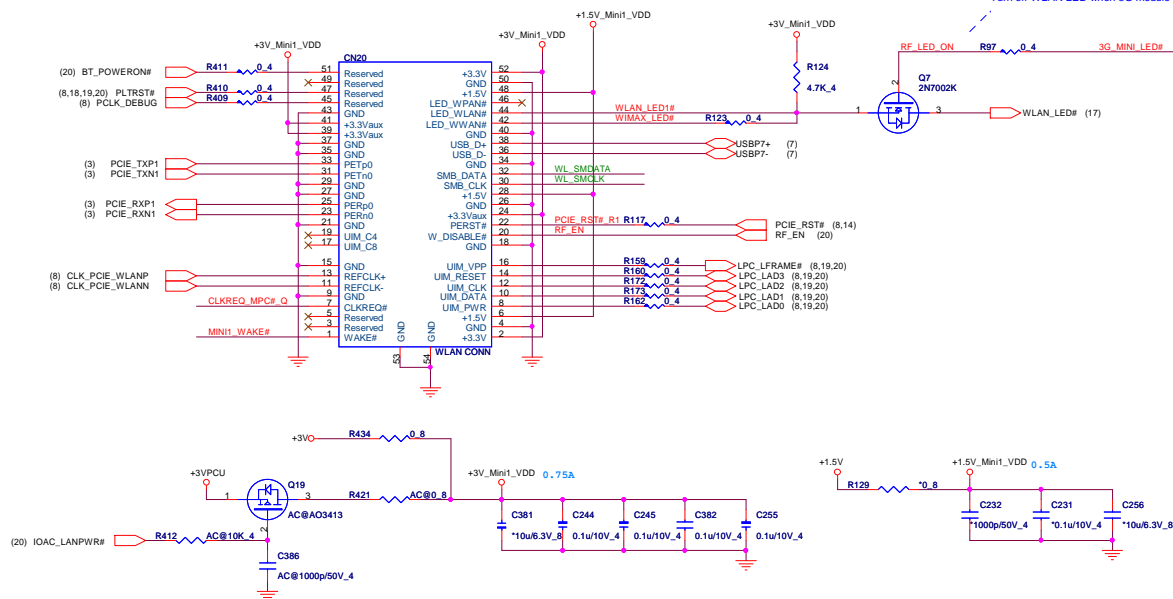 Turn off WLAN LED when 3G module
+1.5V_Mini1_VDD
+3V_Mini1_VDD
+3V_Mini1_VDD
+3V_Mini1_VDD
RF_LED_ON R97 0_4 3G_MINI_LED#
CN20
R124
4.7K_4
2
Q7
2N7002K
1
3
WLAN_LED# (17)
(20) BT_POWERON# R411 0_4
(8,18,19,20) PLTRST# R410 0_4
(8) PCLK_DEBUG R409 0_4
51 Reserved +3.3V 52
49 Reserved GND 50
47 Reserved +1.5V 48
45 Reserved LED_WPAN# 46
43 GND LED_WLAN# 44 WLAN_LED1#
41 +3.3Vaux LED_WWAN# 42 WIMAX_LED# R123 0_4
39 +3.3Vaux GND 40
37 GND USB_D+ 38 USBP7+ (7)
35 GND USB_D- 36 USBP7- (7)
(3) PCIE_TXP1 33 PETp0 GND 34
(3) PCIE_TXN1 31 PETn0 SMB_DATA 32 WL_SMDATA
29 GND SMB_CLK 30 WL_SMCLK
27 GND +1.5V 28
(3) PCIE_RXP1 25 PERp0 GND 26
(3) PCIE_RXN1 23 PERn0 +3.3Vaux 24
21 GND PERST# 22 PCIE_RST#_R1 R117 0_4 PCIE_RST# (8,14)
19 UIM_C4 W_DISABLE# 20 RF_EN RF_EN (20)
17 UIM_C8 GND 18
15 GND UIM_VPP 16 R159 0_4 LPC_LFRAME# (8,19,20)
(8) CLK_PCIE_WLANP 13 REFCLK+ UIM_RESET 14 R160 0_4 LPC_LAD3 (8,19,20)
(8) CLK_PCIE_WLANN 11 REFCLK- UIM_CLK 12 R172 0_4 LPC_LAD2 (8,19,20)
9 GND UIM_DATA 10 R173 0_4 LPC_LAD1 (8,19,20)
CLKREQ_MPC#_Q 7 CLKREQ# UIM_PWR 8 R162 0_4 LPC_LAD0 (8,19,20)
5 Reserved +1.5V 6
3 Reserved GND 4
MINI1_WAKE# 1 WAKE# +3.3V 2
GND GND
WLAN CONN
53 54
+3V R434 0_8
+3VPCU
1
Q19
3
AC@AO3413
2
R421 AC@0_8
+3V_Mini1_VDD 0.75A
(20) IOAC_LANPWR# R412 AC@10K_4
C386
AC@1000p/50V_4
C381
*10u/6.3V_8
C244
0.1u/10V_4
C245
0.1u/10V_4
C382
*0.1u/10V_4
C255
0.1u/10V_4
+1.5V
R129 *0_8
+1.5V_Mini1_VDD 0.5A
C232
*1000p/50V_4
C231
*0.1u/10V_4
C256
*10u/6.3V_8